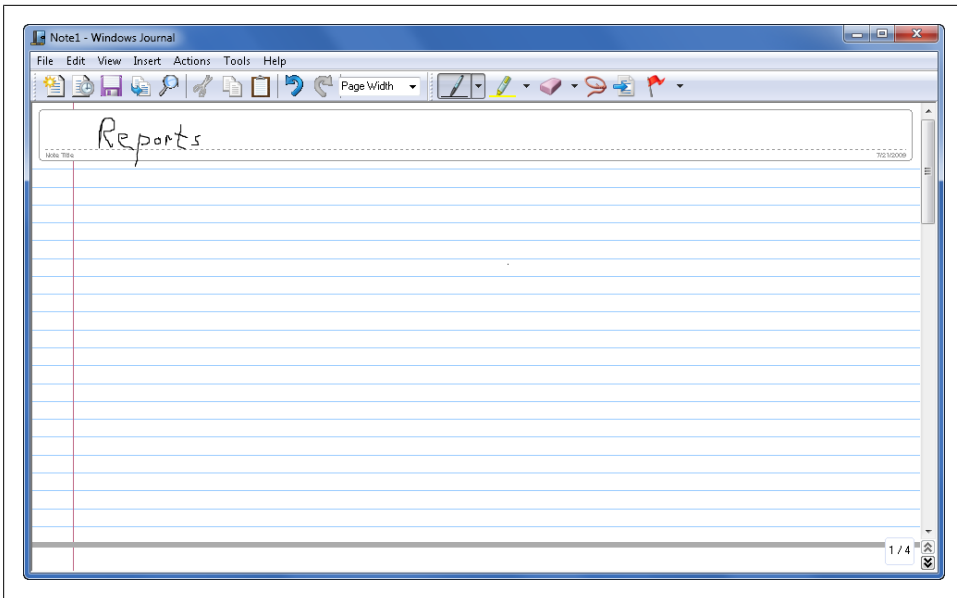 Note1 - Windows Journal
File Edit View Insert Actions Tools Help
Page Width
Reports
Note Title
7/21/2009
1 / 4